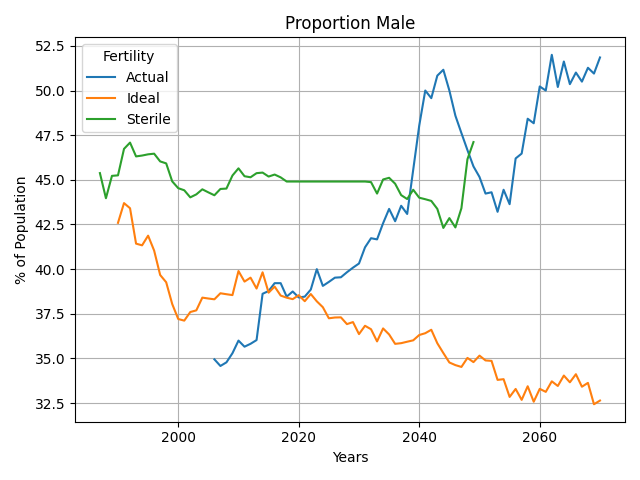 Proportion Male
Fertility
Actual
Ideal
Sterile
% of Population
52.5
50.0
47.5
45.0
42.5
40.0
37.5
35.0
32.5
2000 2020 2040 2060
Years